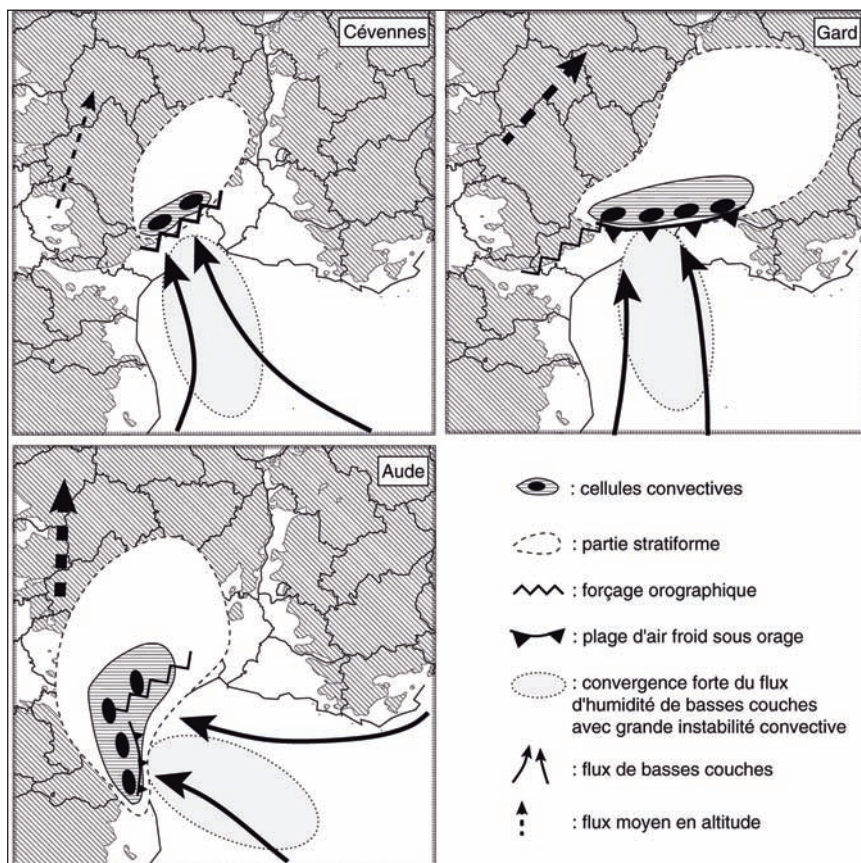 Cévennes
Gard
Aude
: cellules convectives
: partie stratiforme
: forçage orographique
: plage d'air froid sous orage
: convergence forte du flux
d'humidité de basses couches
avec grande instabilité convective
: flux de basses couches
: flux moyen en altitude